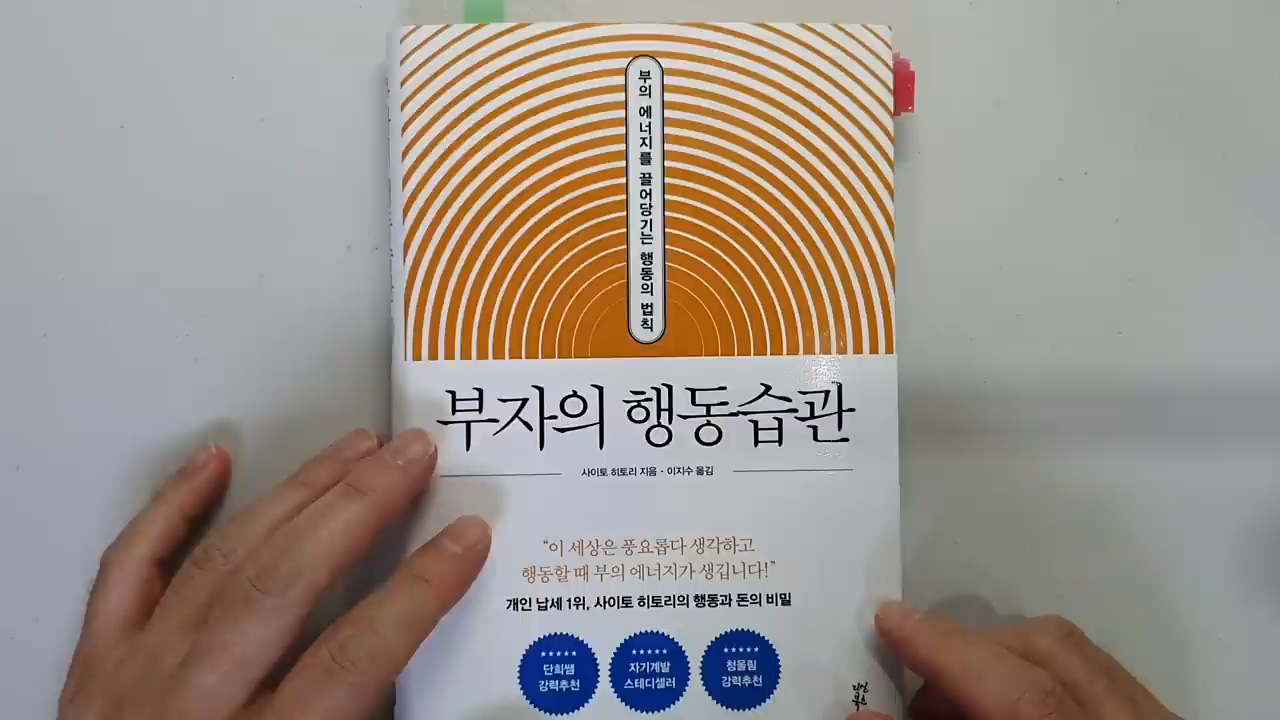 부의 에너지를 끌어당기는 행동의 법칙
부자의 행동습관
사이토 히토리 지음 · 이지수 옮김
“이 세상은 풍요롭다 생각하고
행동할 때 부의 에너지가 생깁니다!”
개인 납세 1위, 사이토 히토리의 행동과 돈의 비밀
★★★★★
단희쌤
강력추천
★★★★★
자기계발
스테디셀러
★★★★★
청울림
강력추천
다산
북스